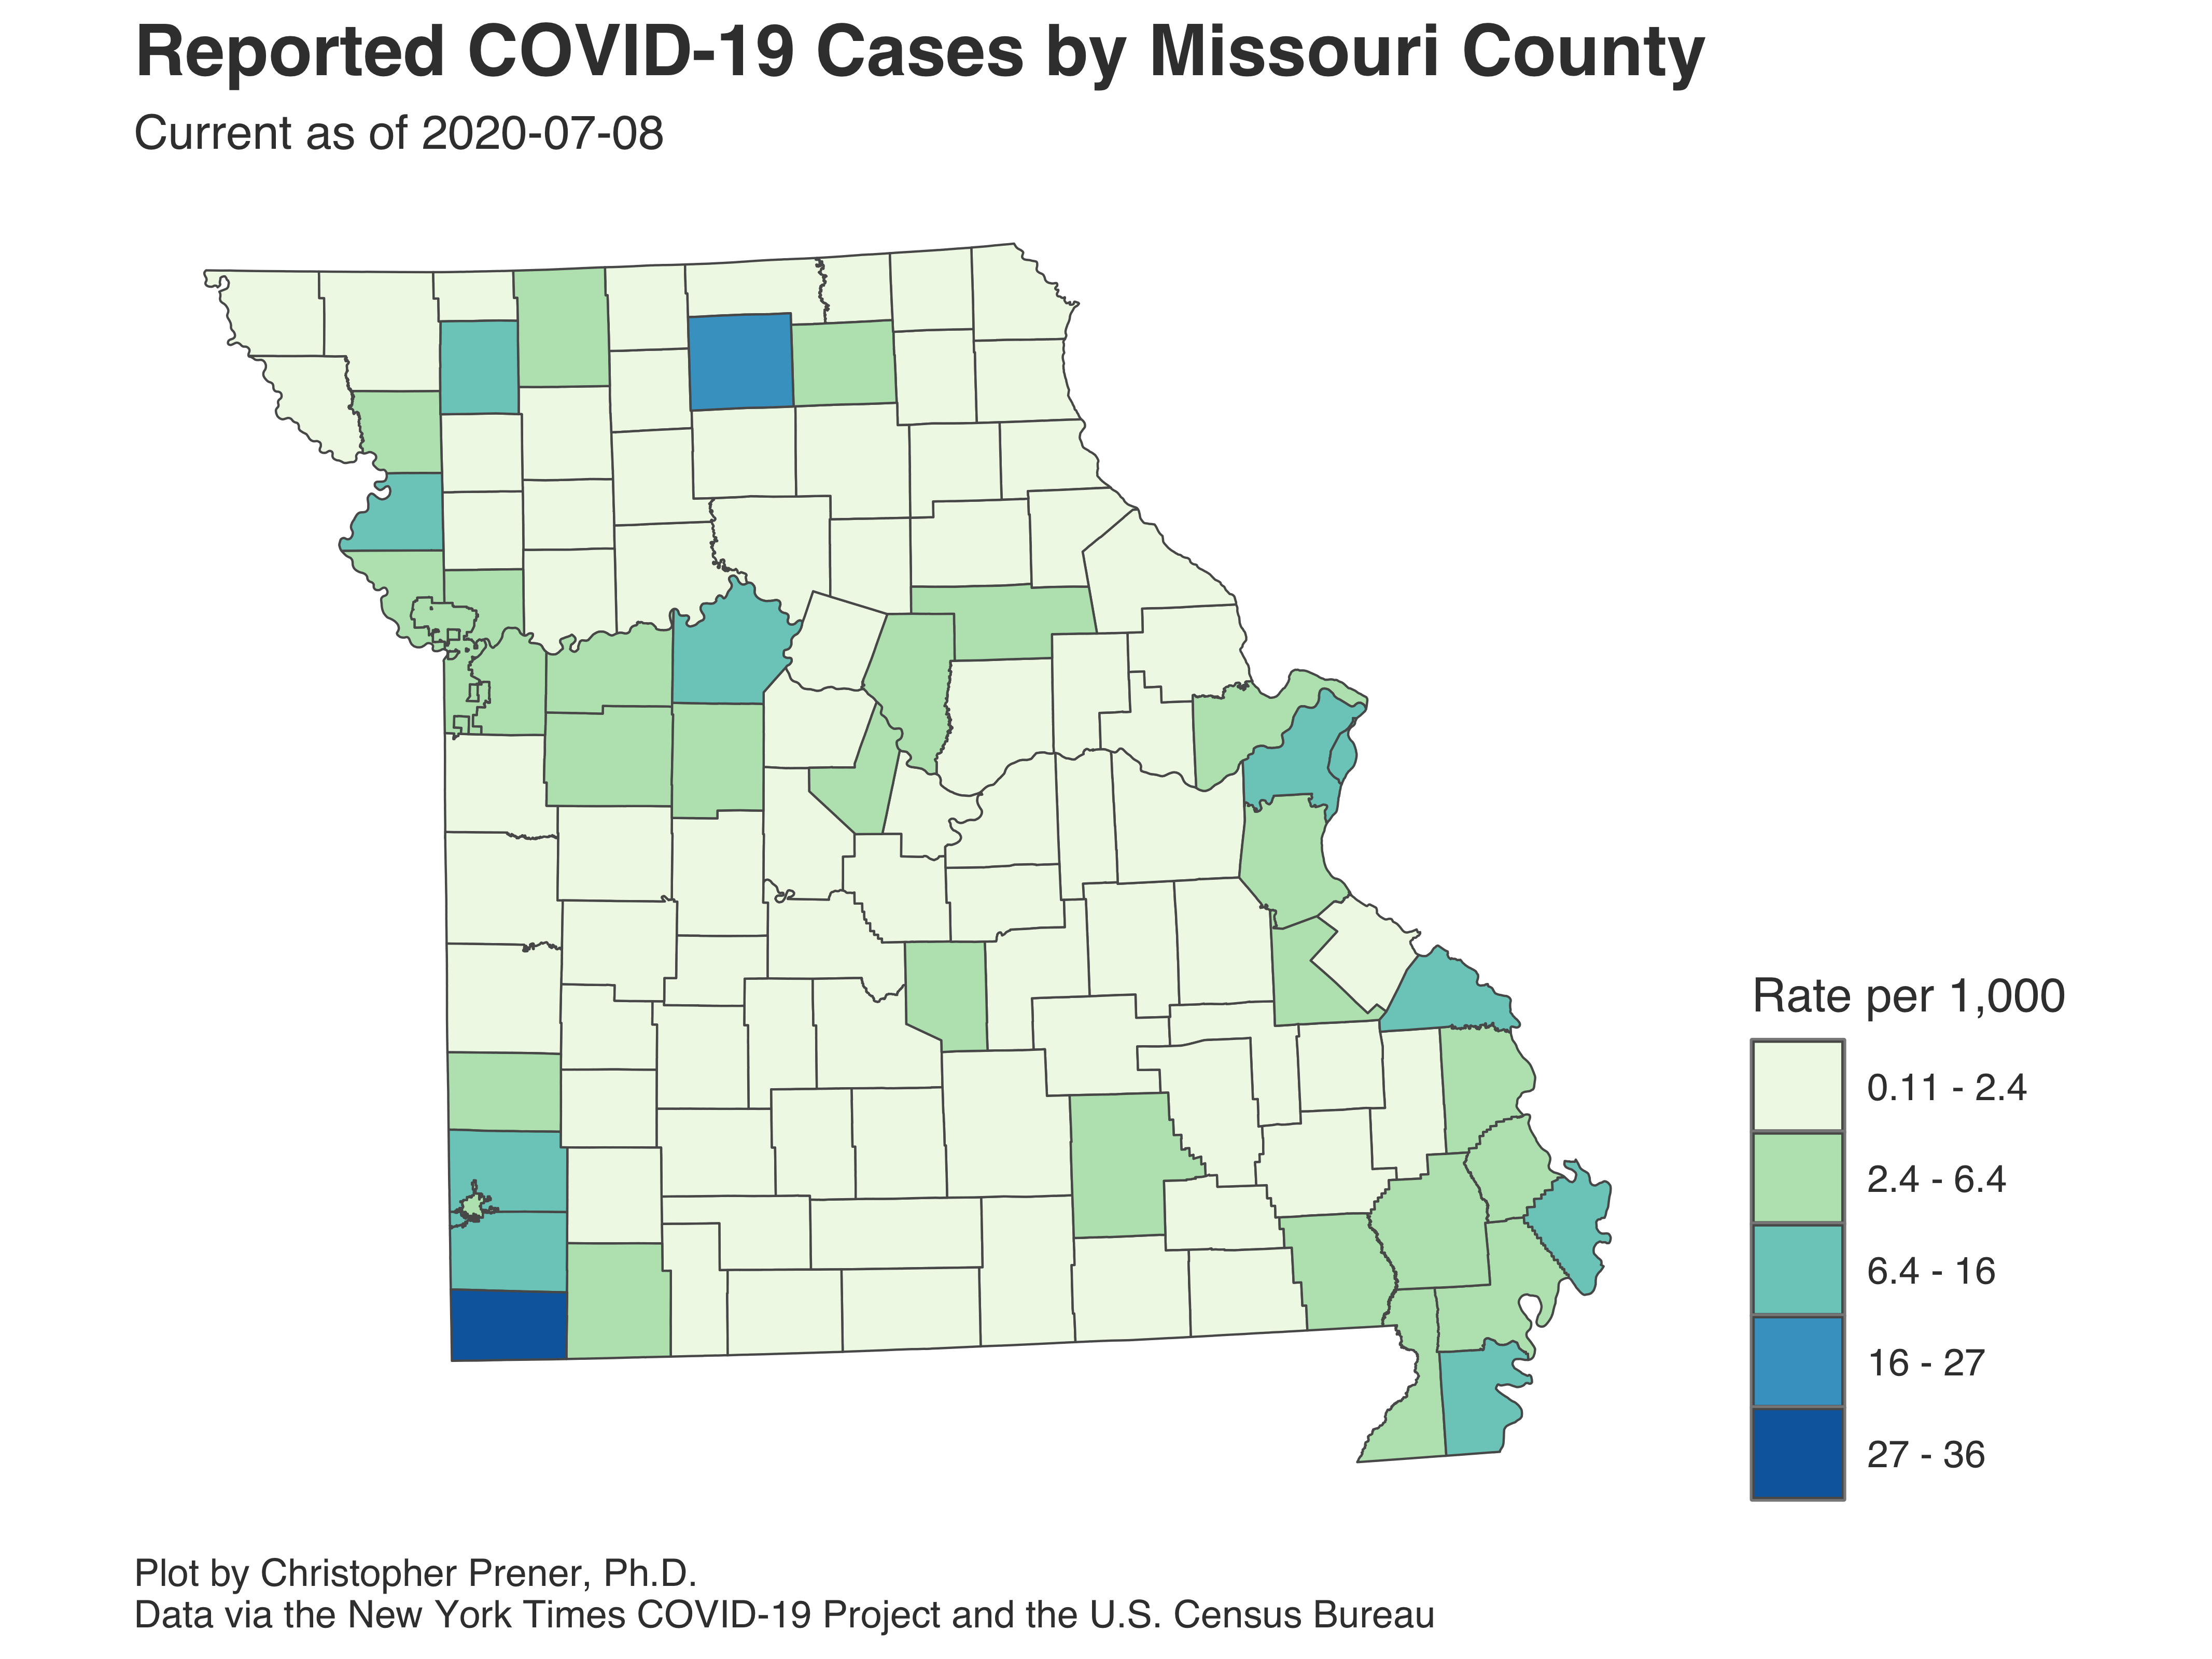 Reported COVID-19 Cases by Missouri County
Current as of 2020-07-08
Rate per 1,000
0.11 - 2.4
2.4 - 6.4
6.4 - 16
16 - 27
27 - 36
Plot by Christopher Prener, Ph.D.
Data via the New York Times COVID-19 Project and the U.S. Census Bureau